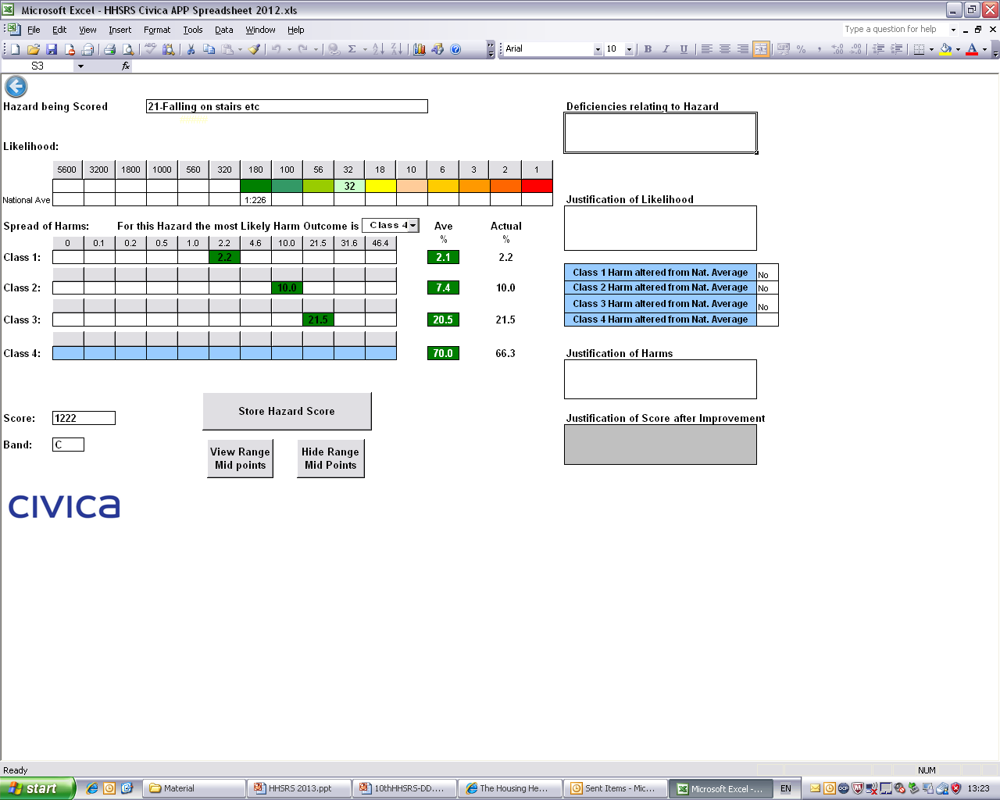 Microsoft Excel - HHSRS Civica APP Spreadsheet 2012.xls
File Edit View Insert Format Tools Data Window Help
Type a question for help
Arial 10 B I U
S3 fx
Hazard being Scored 21-Falling on stairs etc
Deficiencies relating to Hazard
Likelihood:
5600 3200 1800 1000 560 320 180 100 56 32 18 10 6 3 2 1
32
National Ave 1:226
Justification of Likelihood
Spread of Harms: For this Hazard the most Likely Harm Outcome is Class 4 Ave Actual
% %
0 0.1 0.2 0.5 1.0 2.2 4.6 10.0 21.5 31.6 46.4
Class 1: 2.2 2.1 2.2
Class 2: 10.0 7.4 10.0
Class 3: 21.5 20.5 21.5
Class 4: 70.0 66.3
Class 1 Harm altered from Nat. Average No
Class 2 Harm altered from Nat. Average No
Class 3 Harm altered from Nat. Average No
Class 4 Harm altered from Nat. Average
Justification of Harms
Store Hazard Score
Score: 1222
Justification of Score after Improvement
Band: C
View Range
Mid points
Hide Range
Mid Points
civica
Ready NUM
start Material HHSRS 2013.ppt 10thHHSRS-DD.... The Housing He... Sent Items - Mic... Microsoft Excel -... EN 13:23